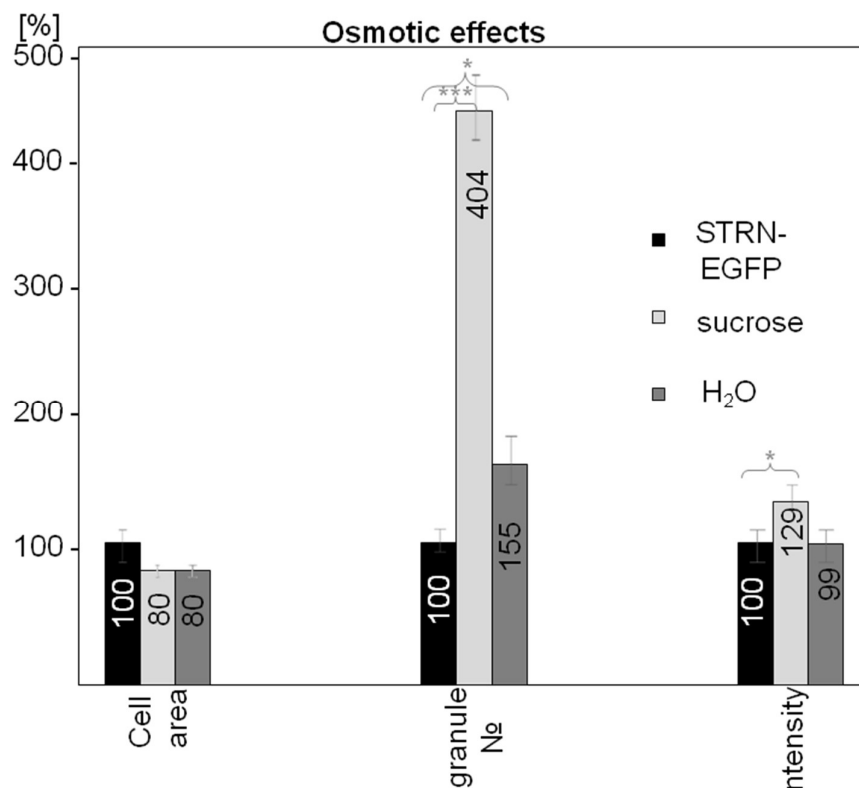 [%]
Osmotic effects
500
400
300
200
100
*
***
*
100
80
80
100
404
155
100
129
99
STRN-
EGFP
sucrose
H₂O
Cell
area
granule
№
intensity